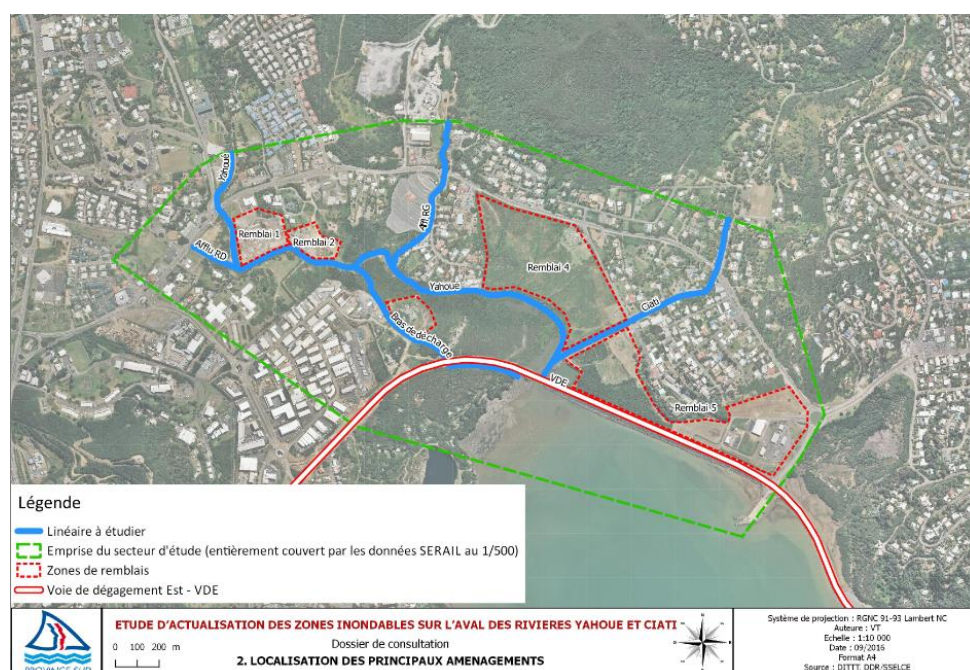 Yahoué
Afflu RD
Remblai 1
Remblai 2
Affl RG
Remblai 4
Yahoue
Ciati
Bras de décharge
VDE
Remblai 5
Légende
Linéaire à étudier
Emprise du secteur d'étude (entièrement couvert par les données SERAIL au 1/500)
Zones de remblais
Voie de dégagement Est - VDE
PROVINCE SUD
0 100 200 m
ETUDE D'ACTUALISATION DES ZONES INONDABLES SUR L'AVAL DES RIVIERES YAHOUE ET CIATI
Dossier de consultation
2. LOCALISATION DES PRINCIPAUX AMENAGEMENTS
Système de projection : RGNC 91-93 Lambert NC
Auteure : VT
Echelle : 1:10 000
Date : 09/2016
Format A4
Source : DITTT, DDR/SSELCE